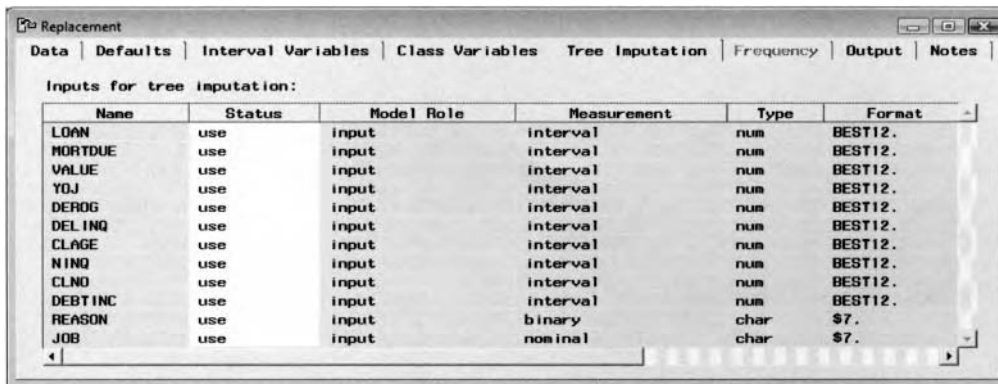 Replacement
Data | Defaults | Interval Variables | Class Variables Tree Imputation | Frequency | Output | Notes |
Inputs for tree imputation:
Name Status Model Role Measurement Type Format
LOAN use input interval num BEST12.
MORTDUE use input interval num BEST12.
VALUE use input interval num BEST12.
YOJ use input interval num BEST12.
DEROG use input interval num BEST12.
DELINQ use input interval num BEST12.
CLAGE use input interval num BEST12.
NINQ use input interval num BEST12.
CLNO use input interval num BEST12.
DEBTINC use input interval num BEST12.
REASON use input binary char $7.
JOB use input nominal char $7.